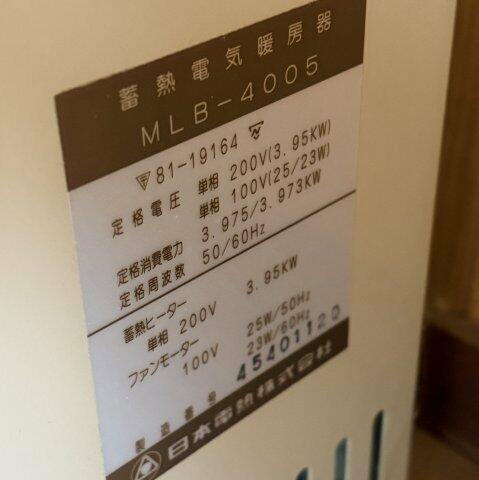 蓄熱電気暖房器
MLB-4005
81-19164
定格電圧 単相 200V(3.95KW)
単相 100V(25/23W)
定格消費電力 3.975/3.973KW
定格周波数 50/60Hz
蓄熱ヒーター 3.95KW
単相 200V
ファンモーター 25W/50Hz
100V 23W/60Hz
製造番号 45401120
日本電熱株式会社